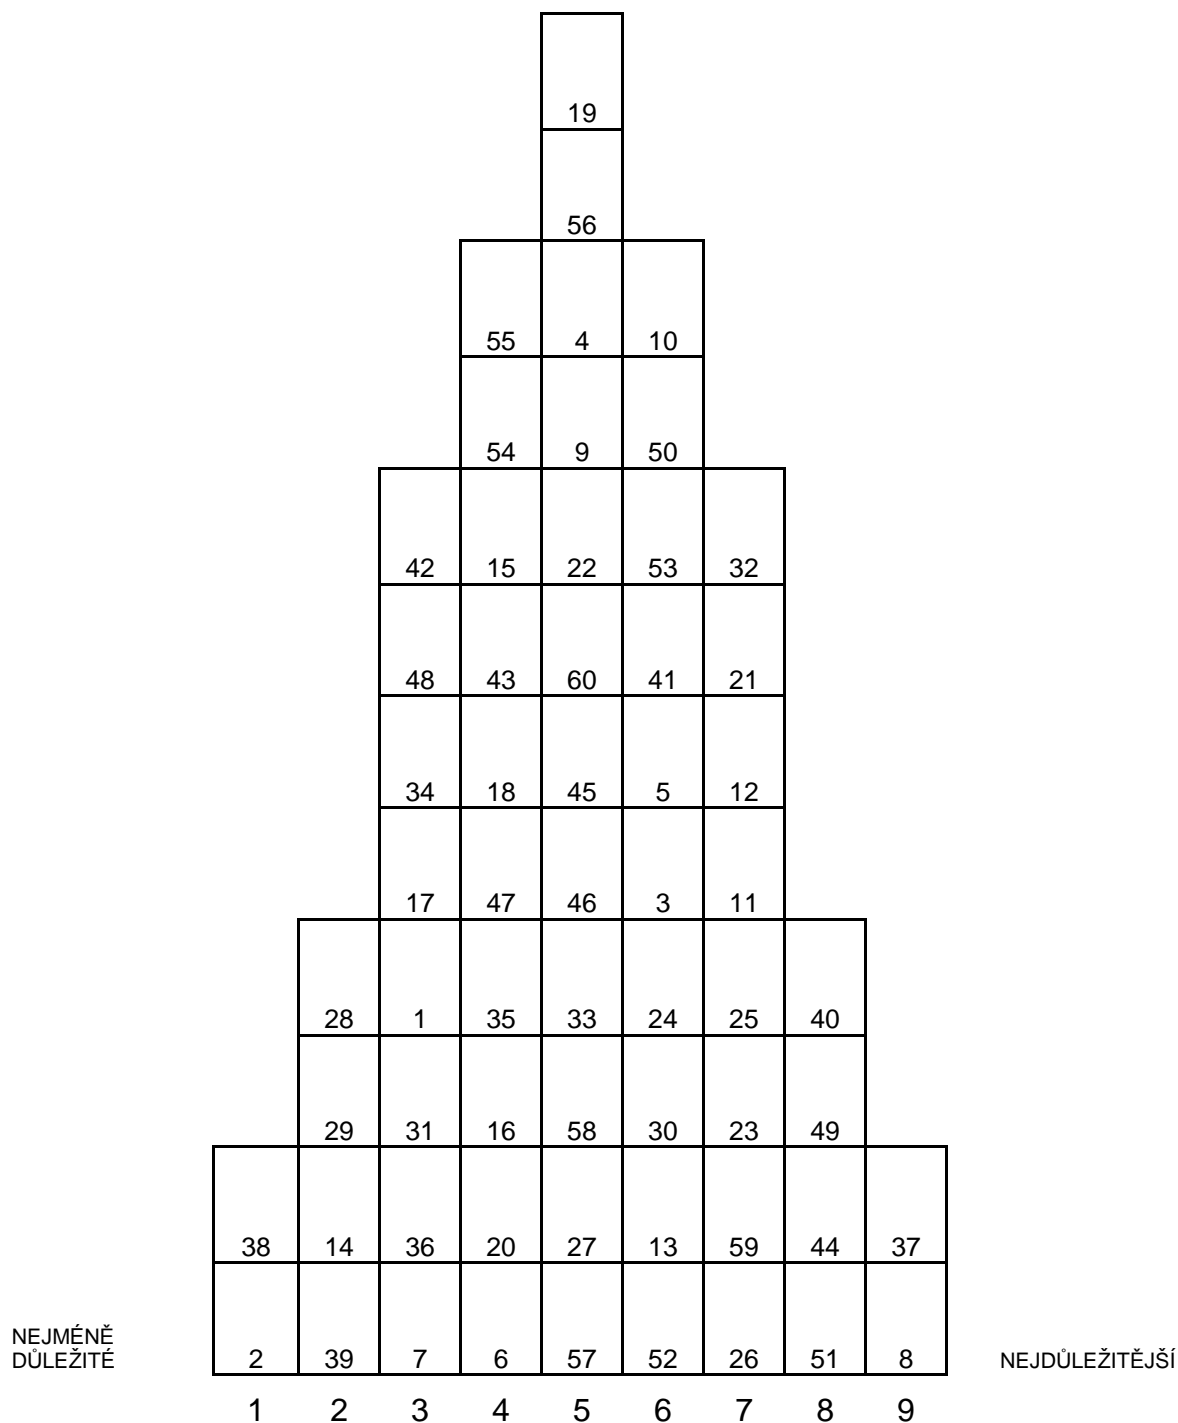 19
56
55 4 10
54 9 50
42 15 22 53 32
48 43 60 41 21
34 18 45 5 12
17 47 46 3 11
28 1 35 33 24 25 40
29 31 16 58 30 23 49
38 14 36 20 27 13 59 44 37
NEJMÉNĚ
DŮLEŽITÉ 2 39 7 6 57 52 26 51 8 NEJDŮLEŽITĚJŠÍ
1 2 3 4 5 6 7 8 9